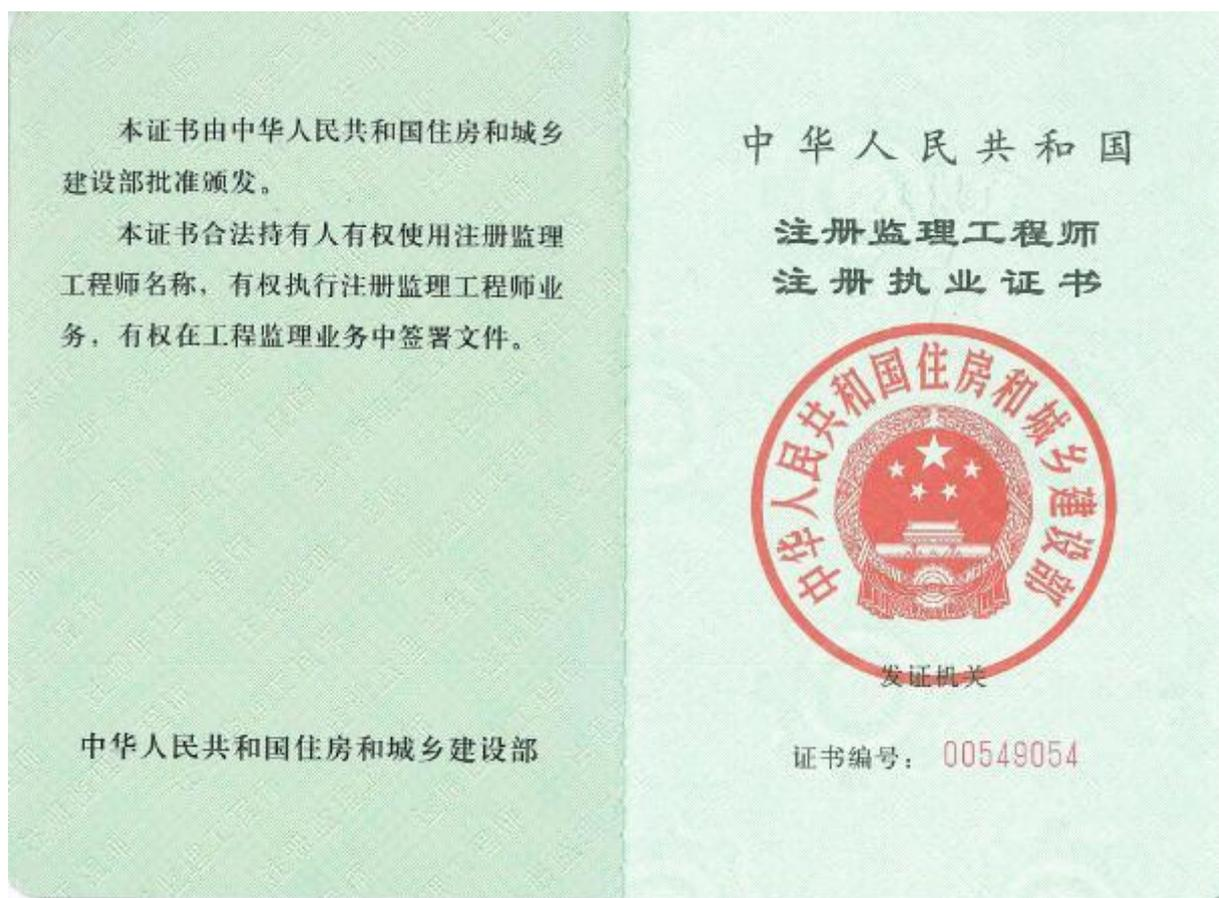 本证书由中华人民共和国住房和城乡
建设部批准颁发。
本证书合法持有人有权使用注册监理
工程师名称，有权执行注册监理工程师业
务，有权在工程监理业务中签署文件。
中华人民共和国住房和城乡建设部
中华人民共和国
注册监理工程师
注册执业证书
中华人民共和国住房和城乡建设部
发证机关
证书编号：00549054